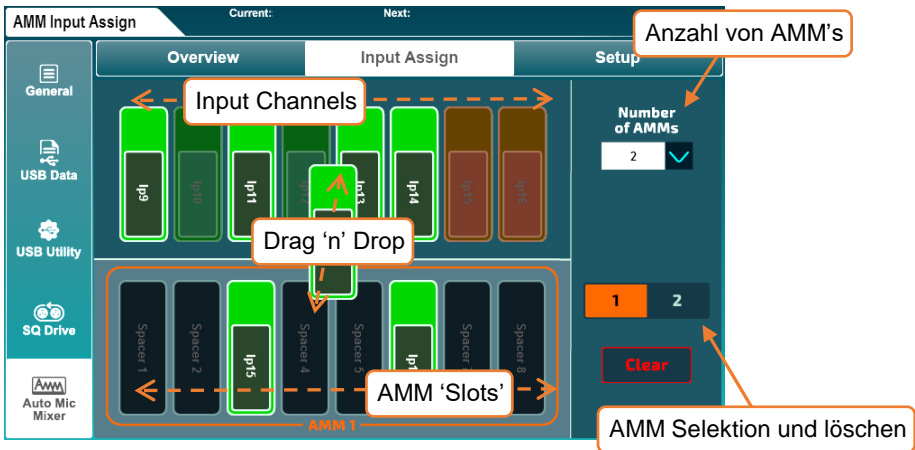 AMM Input Assign
Current:
Next:
Anzahl von AMM's
Overview
Input Assign
Setup
General
USB Data
USB Utility
SQ Drive
Auto Mic
Mixer
Input Channels
Number
of AMMs
2
Ip9
Ip10
Ip11
Ip12
Ip13
Ip14
Ip15
Ip16
Drag 'n' Drop
Spacer 1
Spacer 2
Ip15
Spacer 4
Spacer 5
Spacer 8
AMM 'Slots'
AMM 1
1
2
Clear
AMM Selektion und löschen